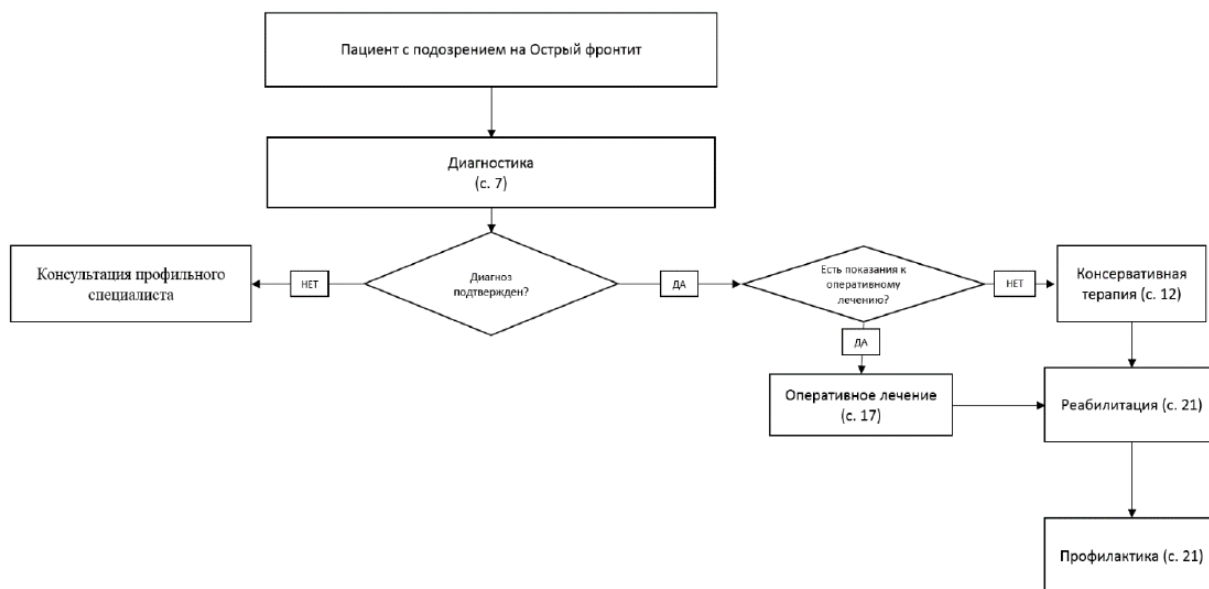 Пациент с подозрением на Острый фронтит
Диагностика
(с. 7)
Консультация профильного
специалиста
НЕТ
Диагноз
подтвержден?
ДА
Есть показания к
оперативному
лечению?
НЕТ
Консервативная
терапия (с. 12)
ДА
Оперативное лечение
(с. 17)
Реабилитация (с. 21)
Профилактика (с. 21)